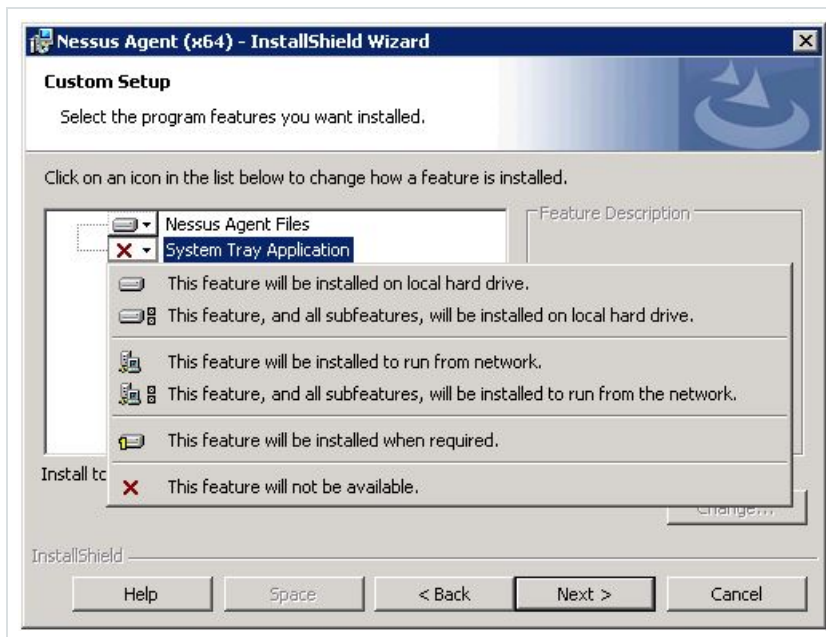 Nessus Agent (x64) - InstallShield Wizard
Custom Setup
Select the program features you want installed.
Click on an icon in the list below to change how a feature is installed.
Nessus Agent Files
Feature Description
System Tray Application
This feature will be installed on local hard drive.
This feature, and all subfeatures, will be installed on local hard drive.
This feature will be installed to run from network.
This feature, and all subfeatures, will be installed to run from the network.
This feature will be installed when required.
This feature will not be available.
Install to
Change...
InstallShield
Help Space < Back Next > Cancel